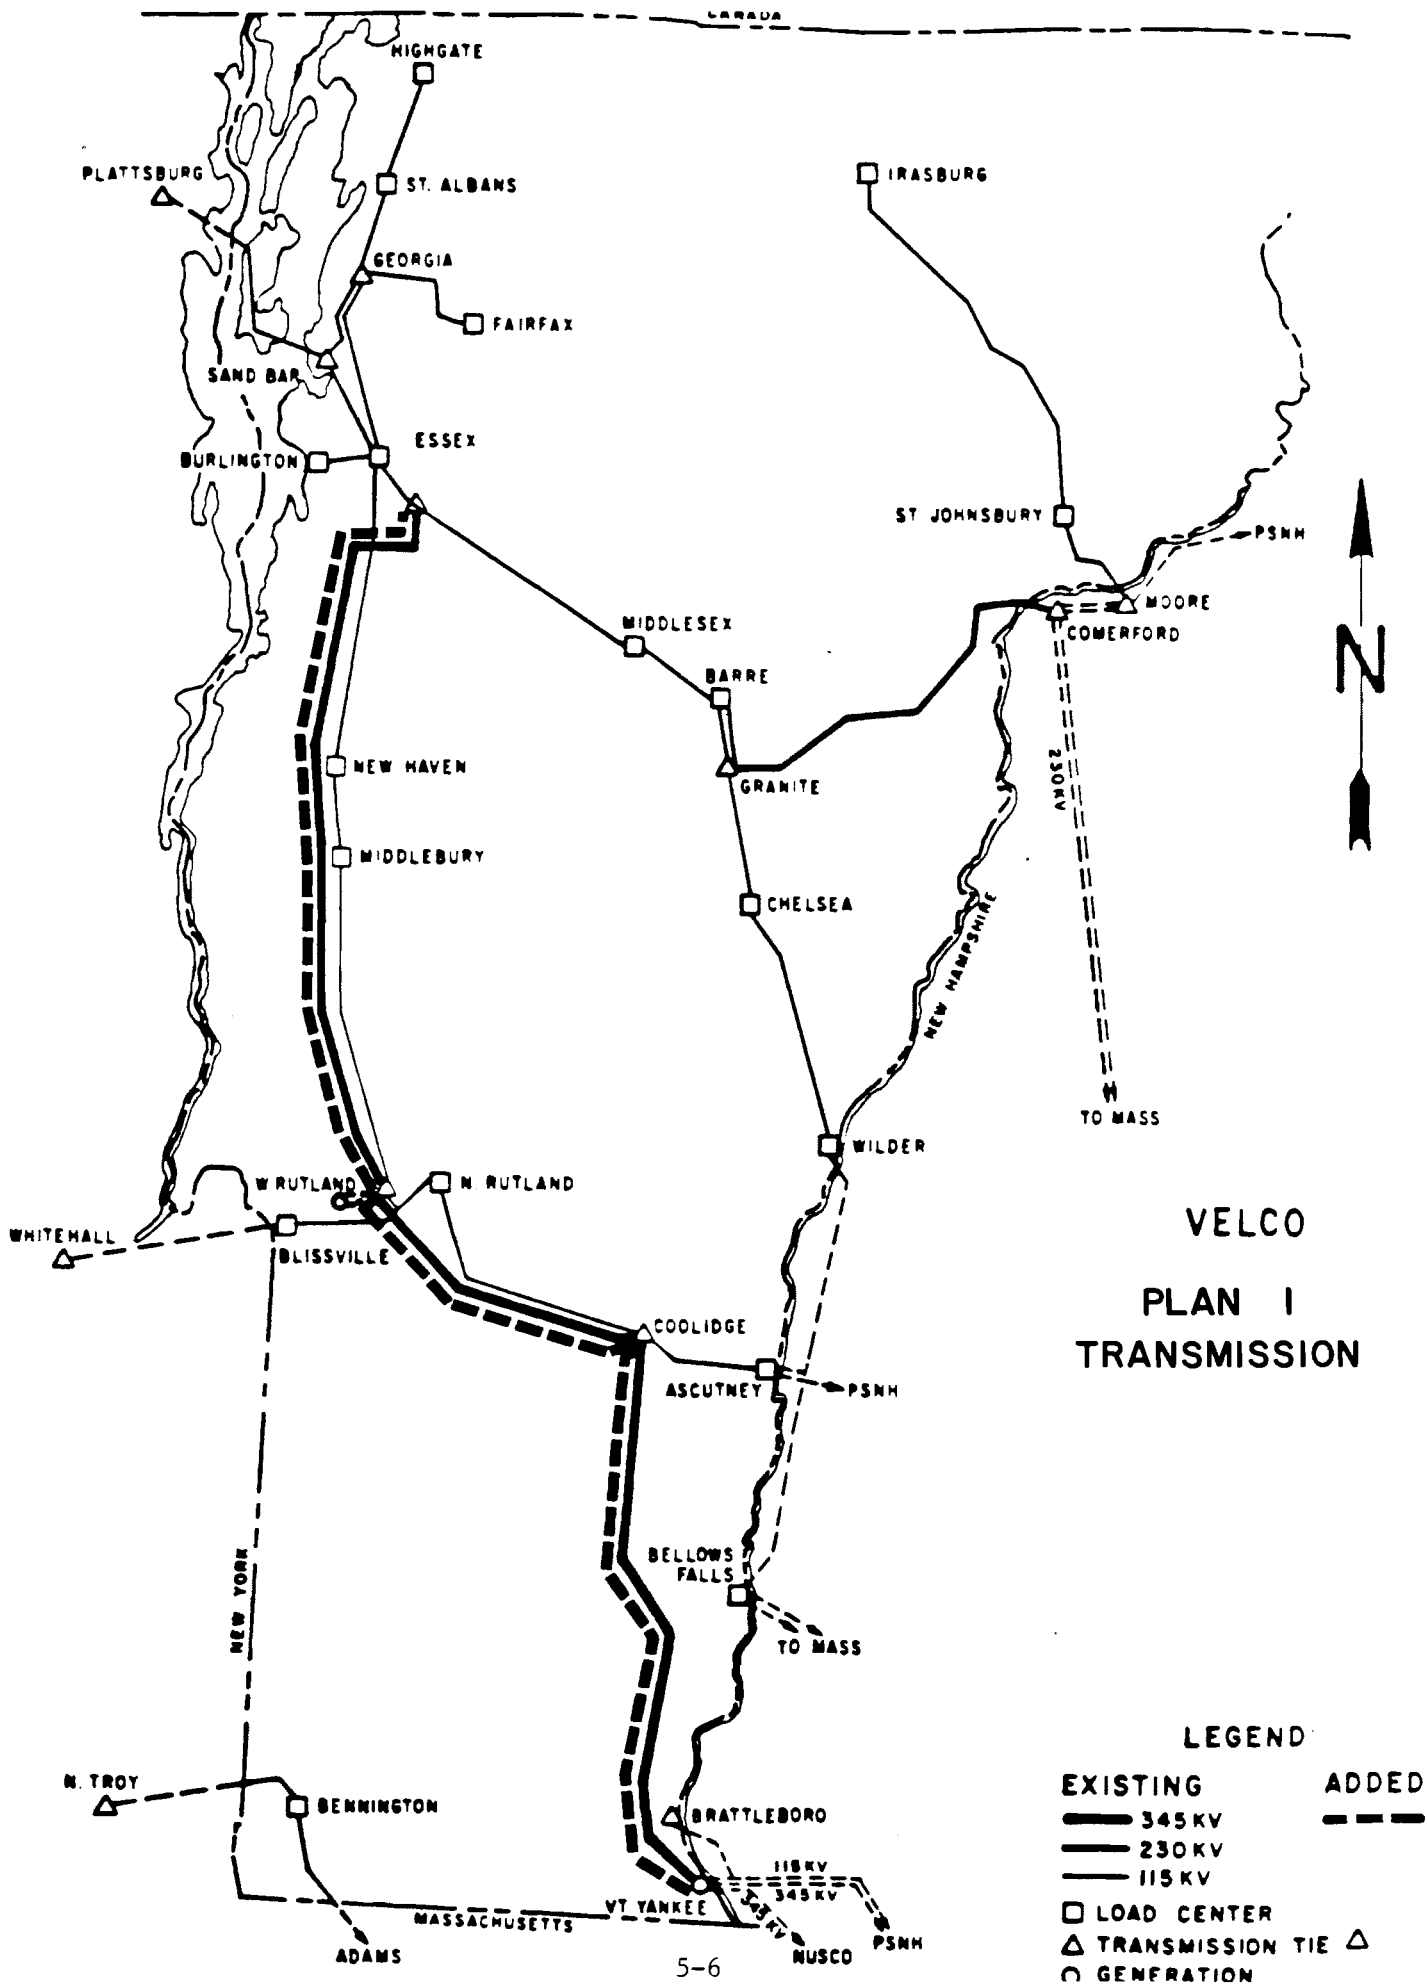 CANADA
HIGHGATE
PLATTSBURG
ST. ALBANS
IRASBURG
GEORGIA
FAIRFAX
SAND BAR
ESSEX
BURLINGTON
ST JOHNSBURY
PSNH
MOORE
COMERFORD
MIDDLESEX
BARRE
N
GRANITE
230KV
NEW HAVEN
MIDDLEBURY
CHELSEA
NEW HAMPSHIRE
TO MASS
WILDER
W.RUTLAND
N. RUTLAND
WHITEHALL
BLISSVILLE
VELCO
PLAN I
TRANSMISSION
COOLIDGE
ASCUTNEY
PSNH
BELLOWS
FALLS
TO MASS
NEW YORK
N. TROY
BENNINGTON
BRATTLEBORO
115KV
345KV
345 KV
VT YANKEE
MASSACHUSETTS
ADAMS
NUSCO
PSNH
LEGEND
EXISTING ADDED
345KV
230KV
115KV
LOAD CENTER
TRANSMISSION TIE
GENERATION
5-6